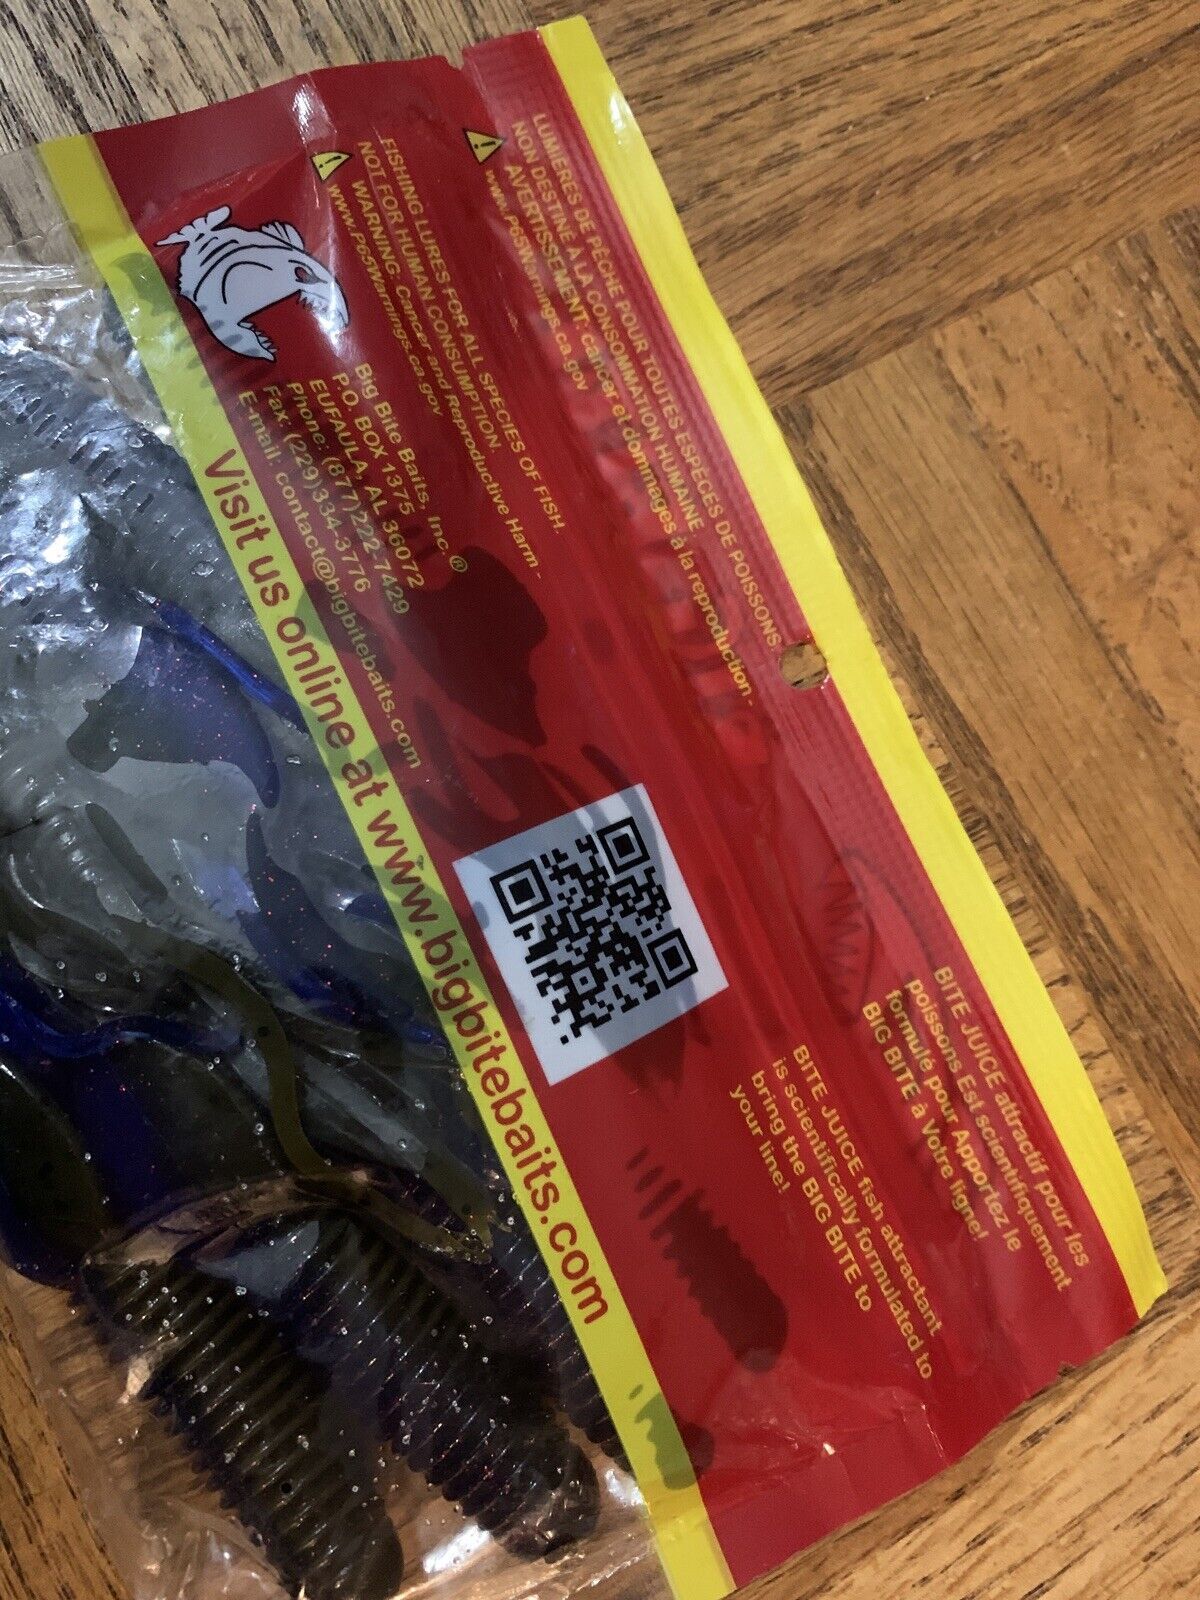 LUMIERES DE PÊCHE POUR TOUTES ESPÈCES DE POISSONS.
NON DESTINE À LA CONSOMMATION HUMAINE.
AVERTISSEMENT: cancer et dommages à la reproduction -
www.P65Warnings.ca.gov
FISHING LURES FOR ALL SPECIES OF FISH.
NOT FOR HUMAN CONSUMPTION.
WARNING: Cancer and Reproductive Harm -
www.P65Warnings.ca.gov
Big Bite Baits, Inc.®
P.O. BOX 1375
EUFAULA, AL 36072
Phone: (877)222-7429
Fax: (229)334-3776
E-mail: contact@bigbitebaits.com
Visit us online at www.bigbitebaits.com
BITE JUICE attractif pour les
poissons Est scientifiquement
formulé pour Apportez le
BIG BITE à Votre ligne!
BITE JUICE fish attractant
is scientifically formulated to
bring the BIG BITE to
your line!